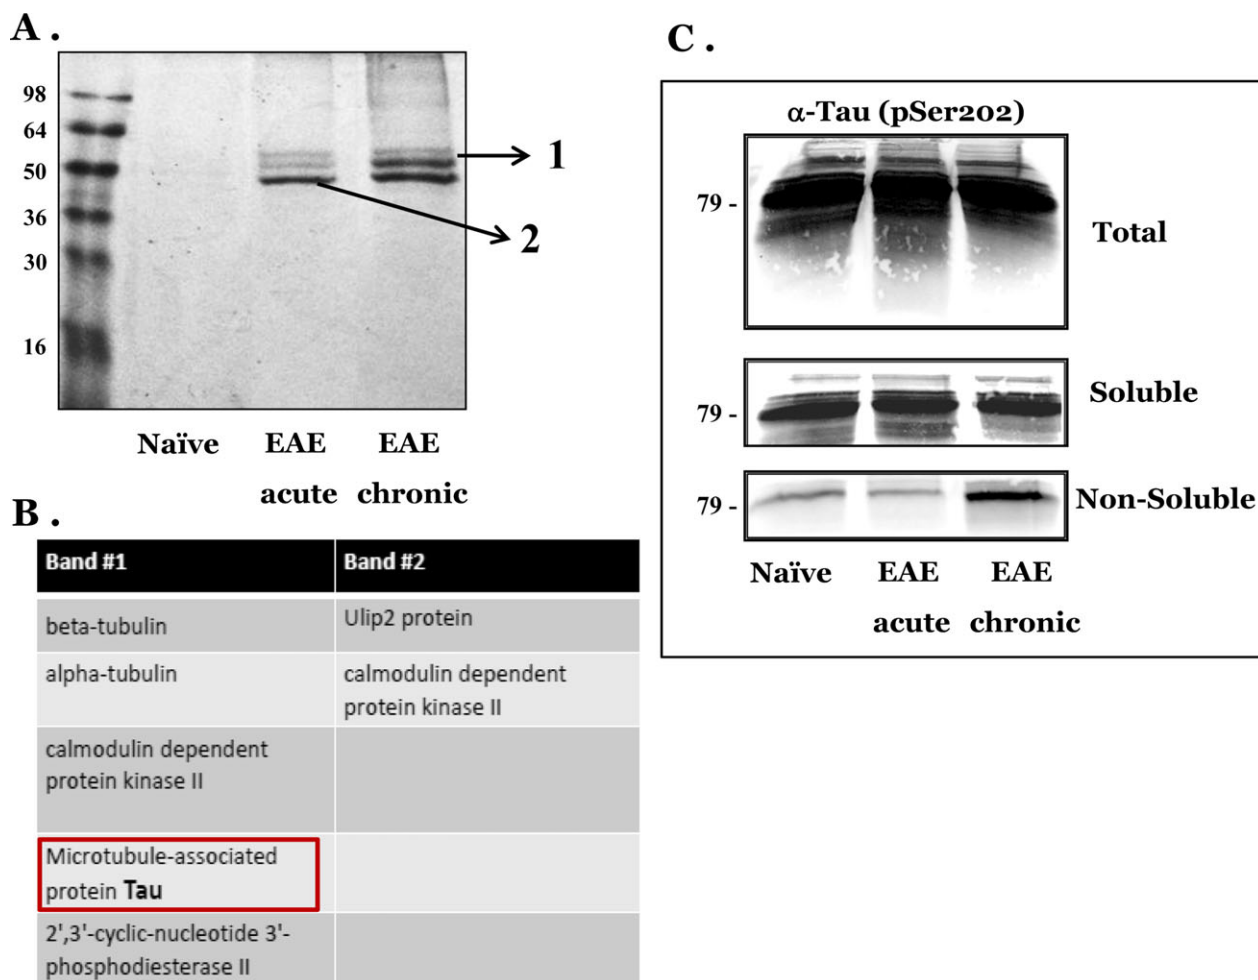 A .
98
64
50
36
30
16
1
2
Naïve EAE EAE
acute chronic
B .
Band #1 Band #2
beta-tubulin Ulip2 protein
alpha-tubulin calmodulin dependent
protein kinase II
calmodulin dependent
protein kinase II
Microtubule-associated
protein Tau
2',3'-cyclic-nucleotide 3'-
phosphodiesterase II
C .
α-Tau (pSer202)
79 -
Total
79 -
Soluble
79 -
Non-Soluble
Naïve EAE EAE
acute chronic